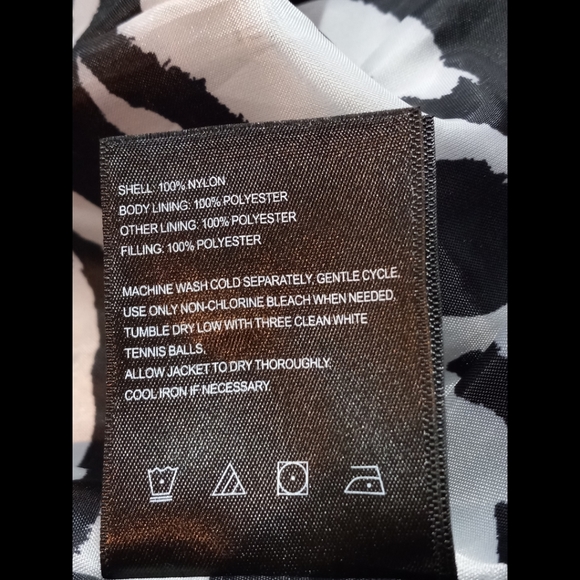 SHELL: 100% NYLON
BODY LINING: 100% POLYESTER
OTHER LINING: 100% POLYESTER
FILLING: 100% POLYESTER
MACHINE WASH COLD SEPARATELY, GENTLE CYCLE.
USE ONLY NON-CHLORINE BLEACH WHEN NEEDED,
TUMBLE DRY LOW WITH THREE CLEAN WHITE
TENNIS BALLS,
ALLOW JACKET TO DRY THOROUGHLY.
COOL IRON IF NECESSARY.